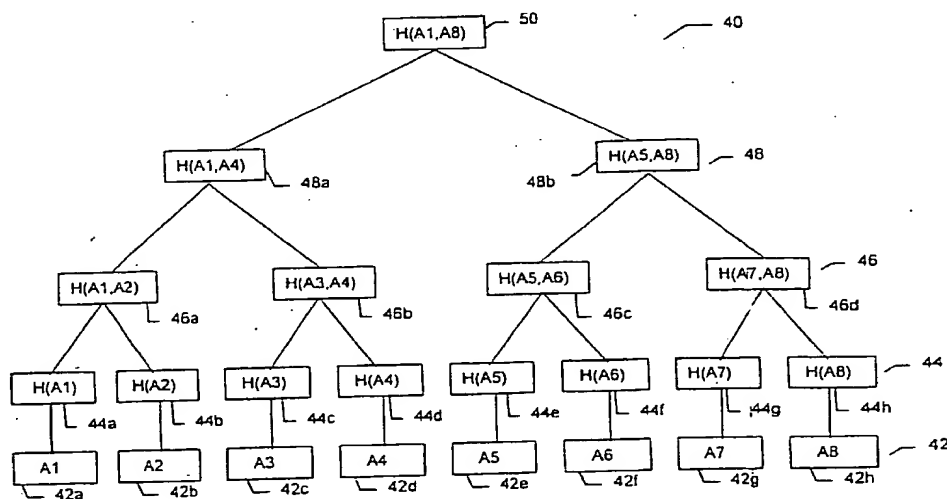 50
H(A1,A8)
40
H(A1,A4)
48a
H(A5,A8)
48b
48
H(A1,A2)
46a
H(A3,A4)
46b
H(A5,A6)
46c
H(A7,A8)
46d
46
H(A1)
44a
H(A2)
44b
H(A3)
44c
H(A4)
44d
H(A5)
44e
H(A6)
44f
H(A7)
44g
H(A8)
44h
44
A1
42a
A2
42b
A3
42c
A4
42d
A5
42e
A6
42f
A7
42g
A8
42h
42